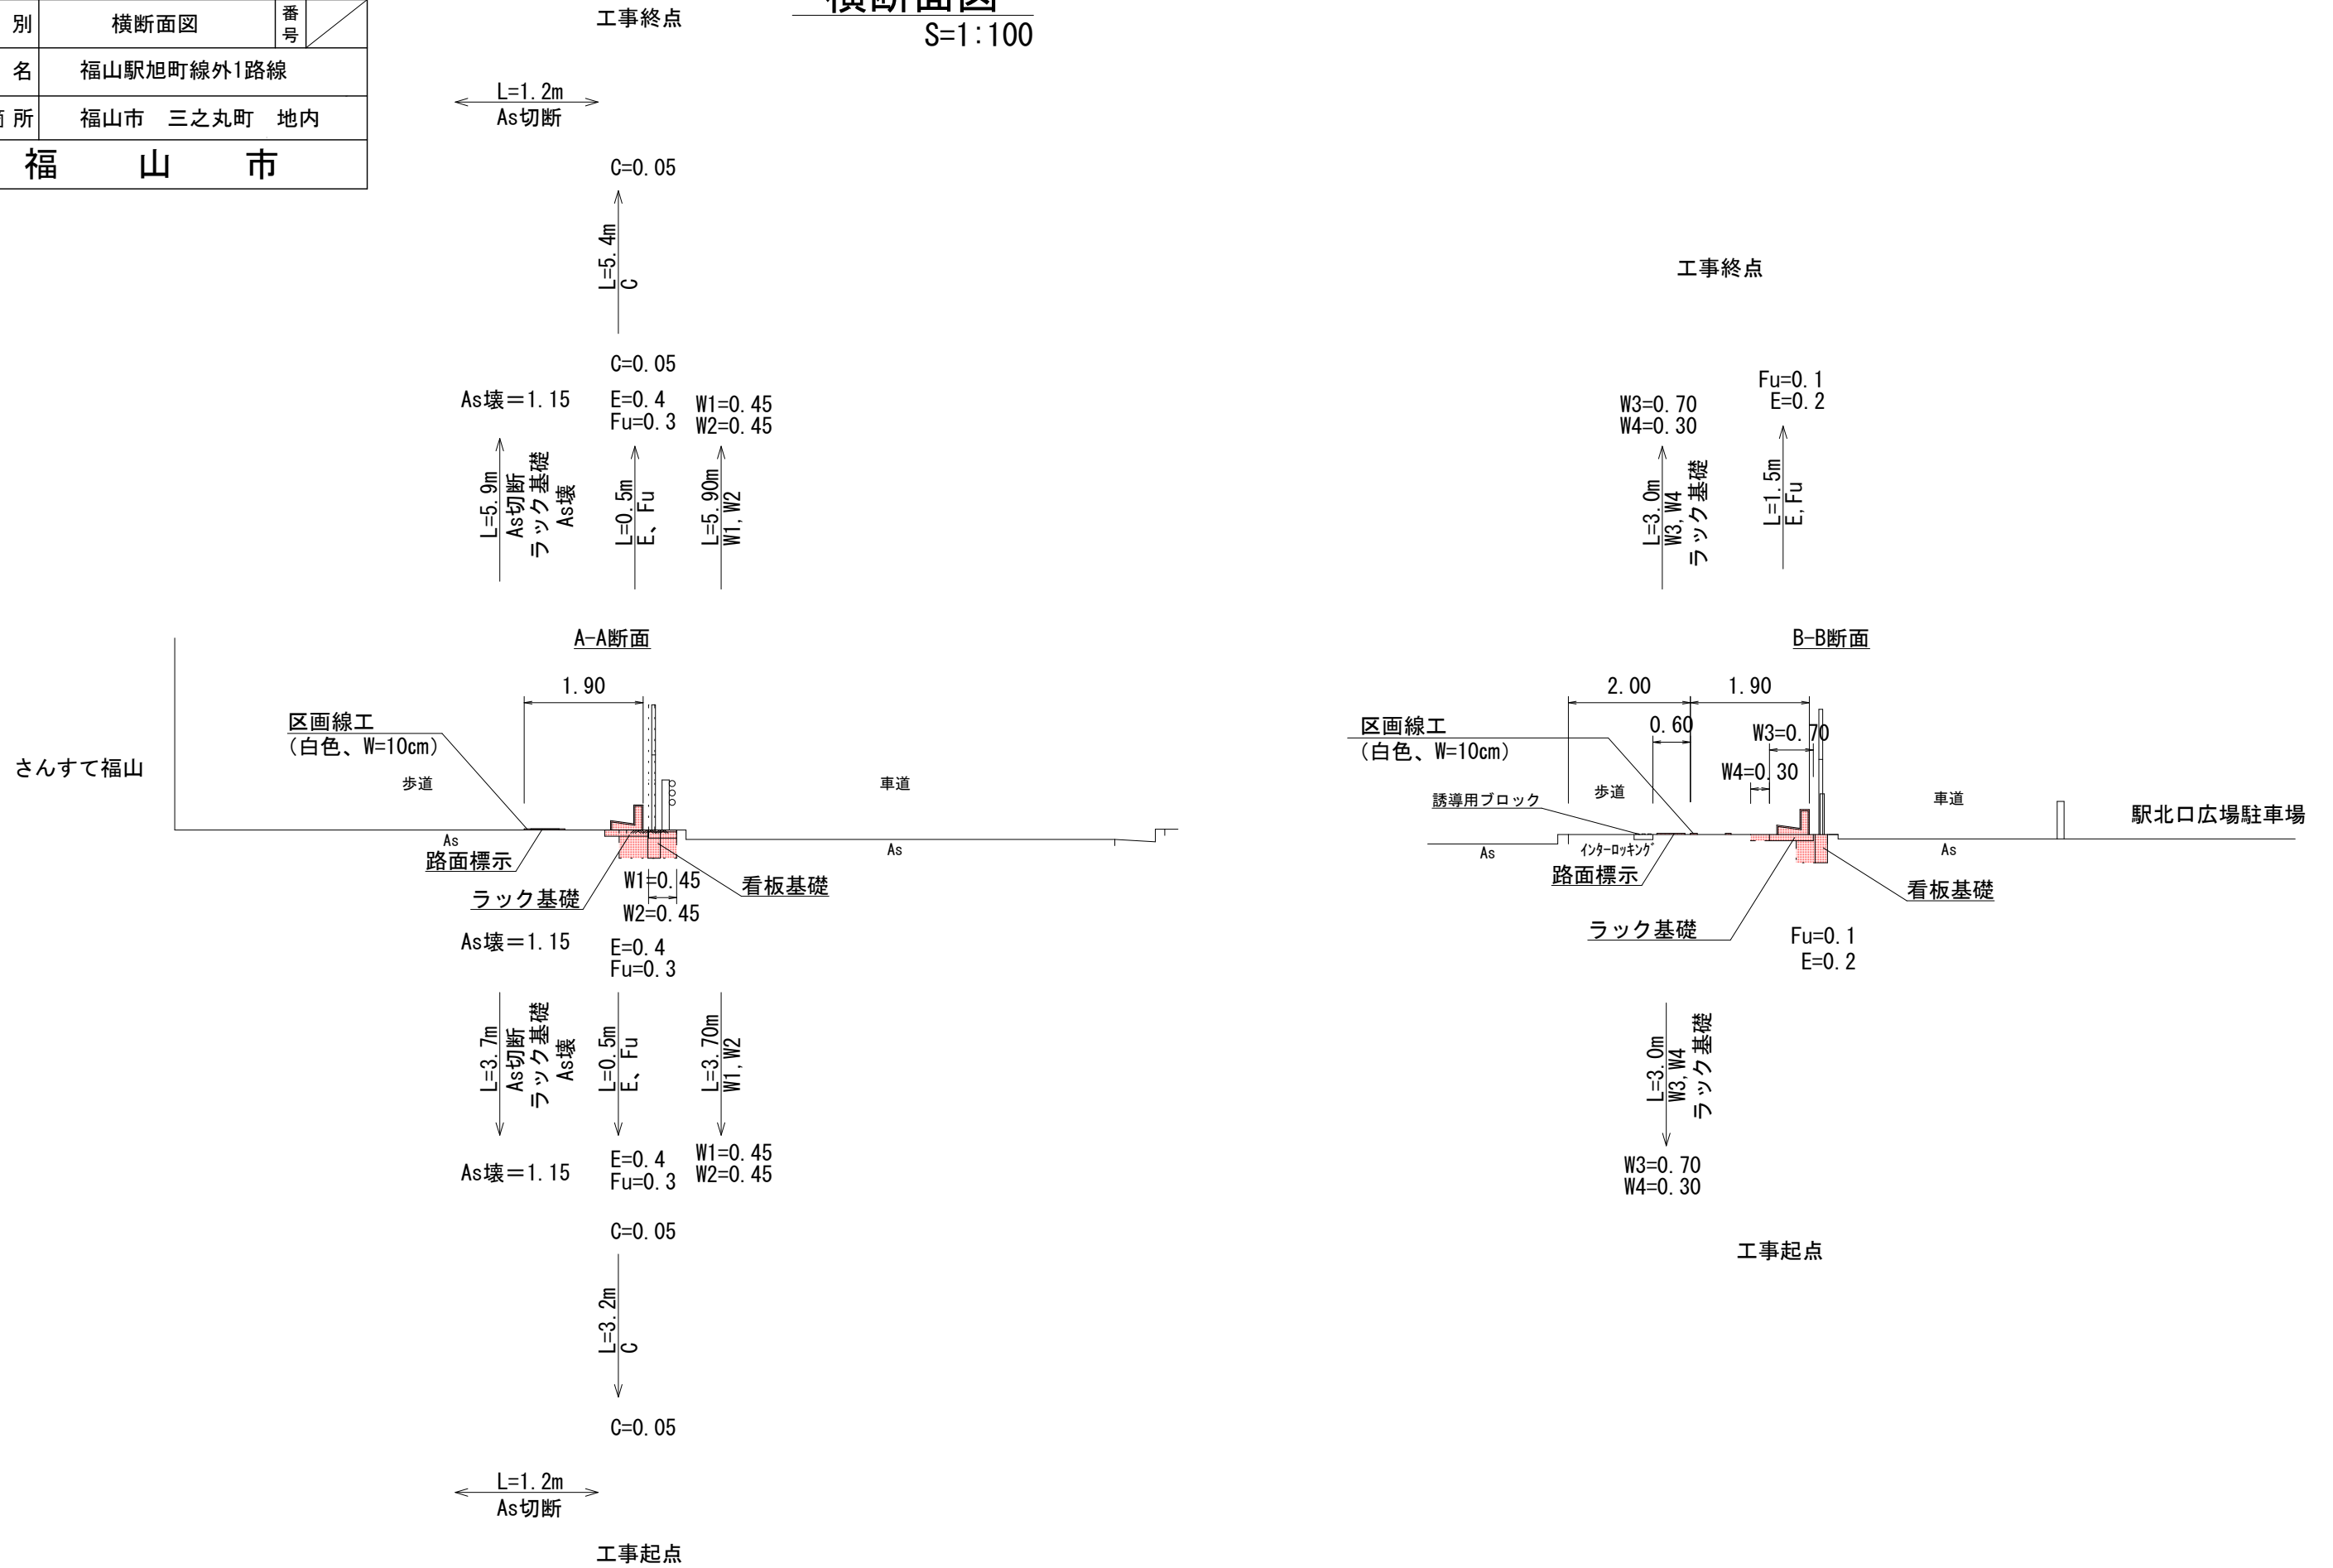 別 横断面図 番号
名 福山駅旭町線外1路線
所 福山市 三之丸町 地内
福 山 市
横断面図
S=1:100
工事終点
L=1.2m
As切断
C=0.05
L=5.4m
C
C=0.05
As壊=1.15
E=0.4
Fu=0.3
W1=0.45
W2=0.45
L=5.9m
As切断
ラック基礎
As壊
L=0.5m
E、Fu
L=5.90m
W1,W2
A-A断面
1.90
区画線工
(白色、W=10cm)
さんすて福山
歩道
車道
As
As
路面標示
ラック基礎
W1=0.45
W2=0.45
看板基礎
As壊=1.15
E=0.4
Fu=0.3
L=3.7m
As切断
ラック基礎
As壊
L=0.5m
E、Fu
L=3.70m
W1,W2
As壊=1.15
E=0.4
Fu=0.3
W1=0.45
W2=0.45
C=0.05
L=3.2m
C
C=0.05
L=1.2m
As切断
工事起点
工事終点
Fu=0.1
E=0.2
W3=0.70
W4=0.30
L=3.0m
W3,W4
ラック基礎
L=1.5m
E,Fu
B-B断面
2.00
1.90
区画線工
(白色、W=10cm)
0.60
W3=0.70
W4=0.30
誘導用ブロック
歩道
車道
駅北口広場駐車場
As
インターロッキング
As
路面標示
看板基礎
ラック基礎
Fu=0.1
E=0.2
L=3.0m
W3,W4
ラック基礎
W3=0.70
W4=0.30
工事起点